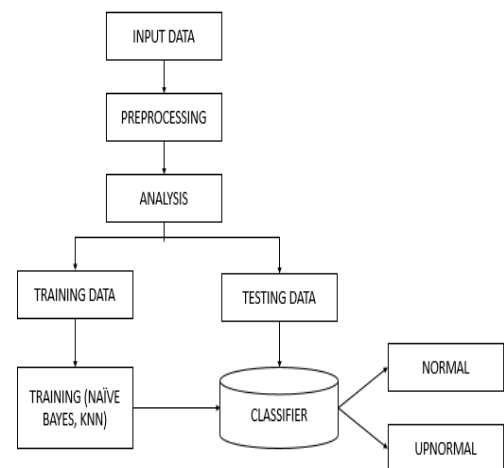 INPUT DATA
PREPROCESSING
ANALYSIS
TRAINING DATA
TESTING DATA
TRAINING (NAÏVE
BAYES, KNN)
CLASSIFIER
NORMAL
UPNORMAL